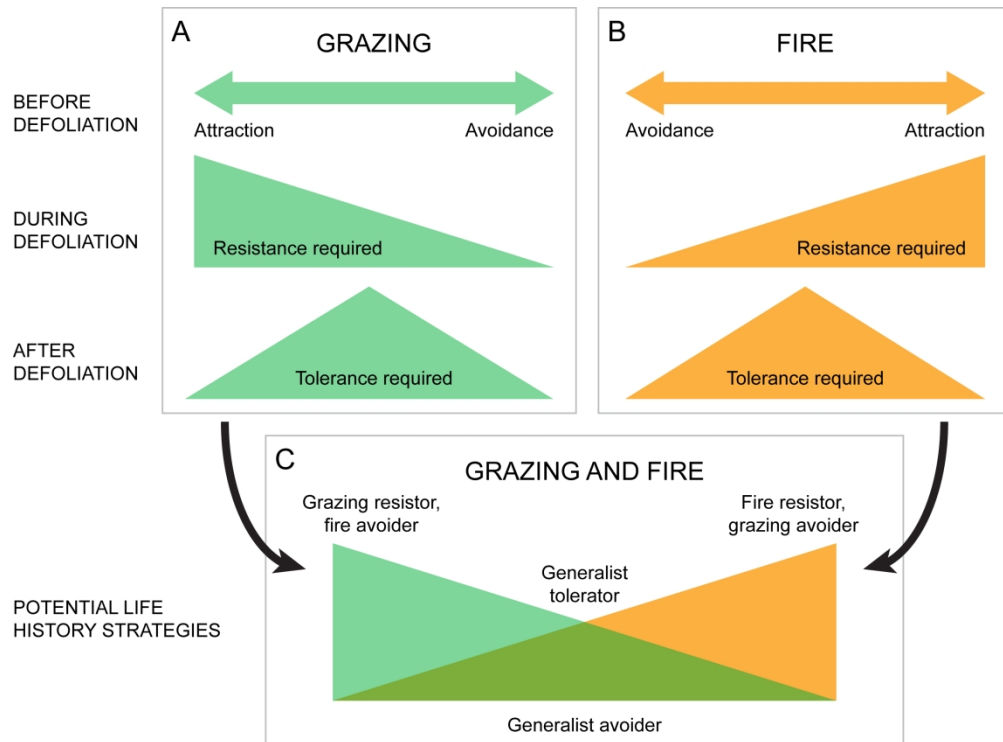 A
GRAZING
B
FIRE
BEFORE
DEFOLIATION
Attraction
Avoidance
Avoidance
Attraction
DURING
DEFOLIATION
Resistance required
Resistance required
AFTER
DEFOLIATION
Tolerance required
Tolerance required
C
GRAZING AND FIRE
Grazing resistor,
fire avoider
Fire resistor,
grazing avoider
Generalist
tolerator
POTENTIAL LIFE
HISTORY STRATEGIES
Generalist avoider